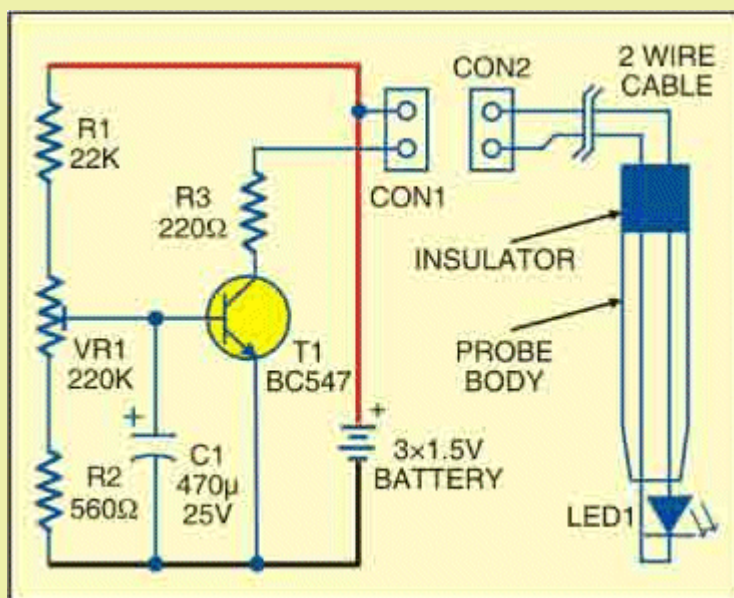 R1
22K
R3
220Ω
VR1
220K
T1
BC547
+
R2
560Ω
C1
470µ
25V
+
3×1.5V
BATTERY
CON1
CON2
2 WIRE
CABLE
INSULATOR
PROBE
BODY
LED1